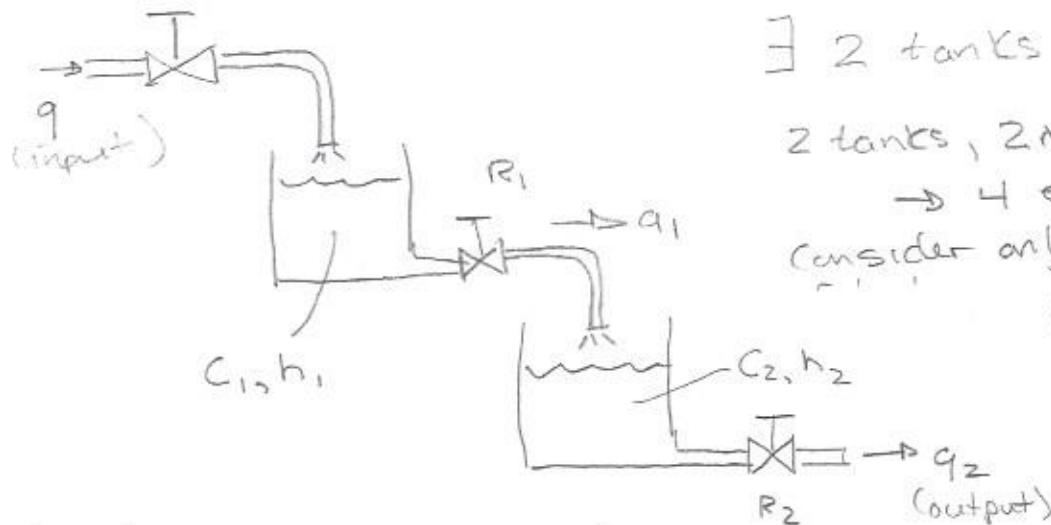 ∃ 2 tanks
q
(input)
2 tanks, 2
R₁
→ 4
q₁
consider
C₁, h₁
C₂, h₂
q₂
(output)
R₂